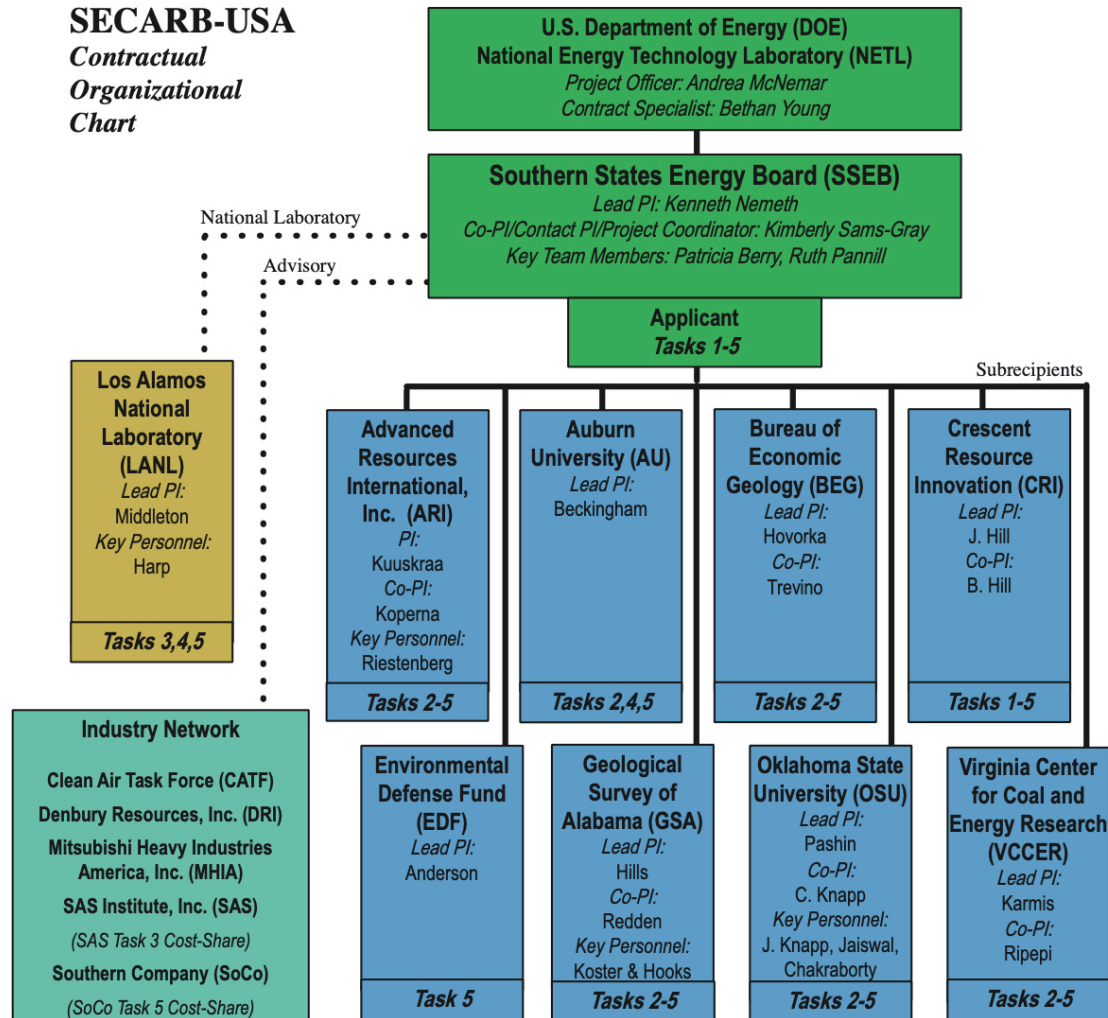 SECARB-USA
Contractual
Organizational
Chart
U.S. Department of Energy (DOE)
National Energy Technology Laboratory (NETL)
Project Officer: Andrea McNemar
Contract Specialist: Bethan Young
Southern States Energy Board (SSEB)
Lead PI: Kenneth Nemeth
Co-PI/Contact PI/Project Coordinator: Kimberly Sams-Gray
Key Team Members: Patricia Berry, Ruth Pannill
National Laboratory
Advisory
Applicant
Tasks 1-5
Subrecipients
Los Alamos
National
Laboratory
(LANL)
Lead PI:
Middleton
Key Personnel:
Harp
Tasks 3,4,5
Advanced
Resources
International,
Inc. (ARI)
PI:
Kuuskraa
Co-PI:
Koperna
Key Personnel:
Riestenberg
Tasks 2-5
Auburn
University (AU)
Lead PI:
Beckingham
Tasks 2,4,5
Bureau of
Economic
Geology (BEG)
Lead PI:
Hovorka
Co-PI:
Trevino
Tasks 2-5
Crescent
Resource
Innovation (CRI)
Lead PI:
J. Hill
Co-PI:
B. Hill
Tasks 1-5
Industry Network
Clean Air Task Force (CATF)
Denbury Resources, Inc. (DRI)
Mitsubishi Heavy Industries
America, Inc. (MHIA)
SAS Institute, Inc. (SAS)
(SAS Task 3 Cost-Share)
Southern Company (SoCo)
(SoCo Task 5 Cost-Share)
Environmental
Defense Fund
(EDF)
Lead PI:
Anderson
Task 5
Geological
Survey of
Alabama (GSA)
Lead PI:
Hills
Co-PI:
Redden
Key Personnel:
Koster & Hooks
Tasks 2-5
Oklahoma State
University (OSU)
Lead PI:
Pashin
Co-PI:
C. Knapp
Key Personnel:
J. Knapp, Jaiswal,
Chakraborty
Tasks 2-5
Virginia Center
for Coal and
Energy Research
(VCCER)
Lead PI:
Karmis
Co-PI:
Ripepi
Tasks 2-5